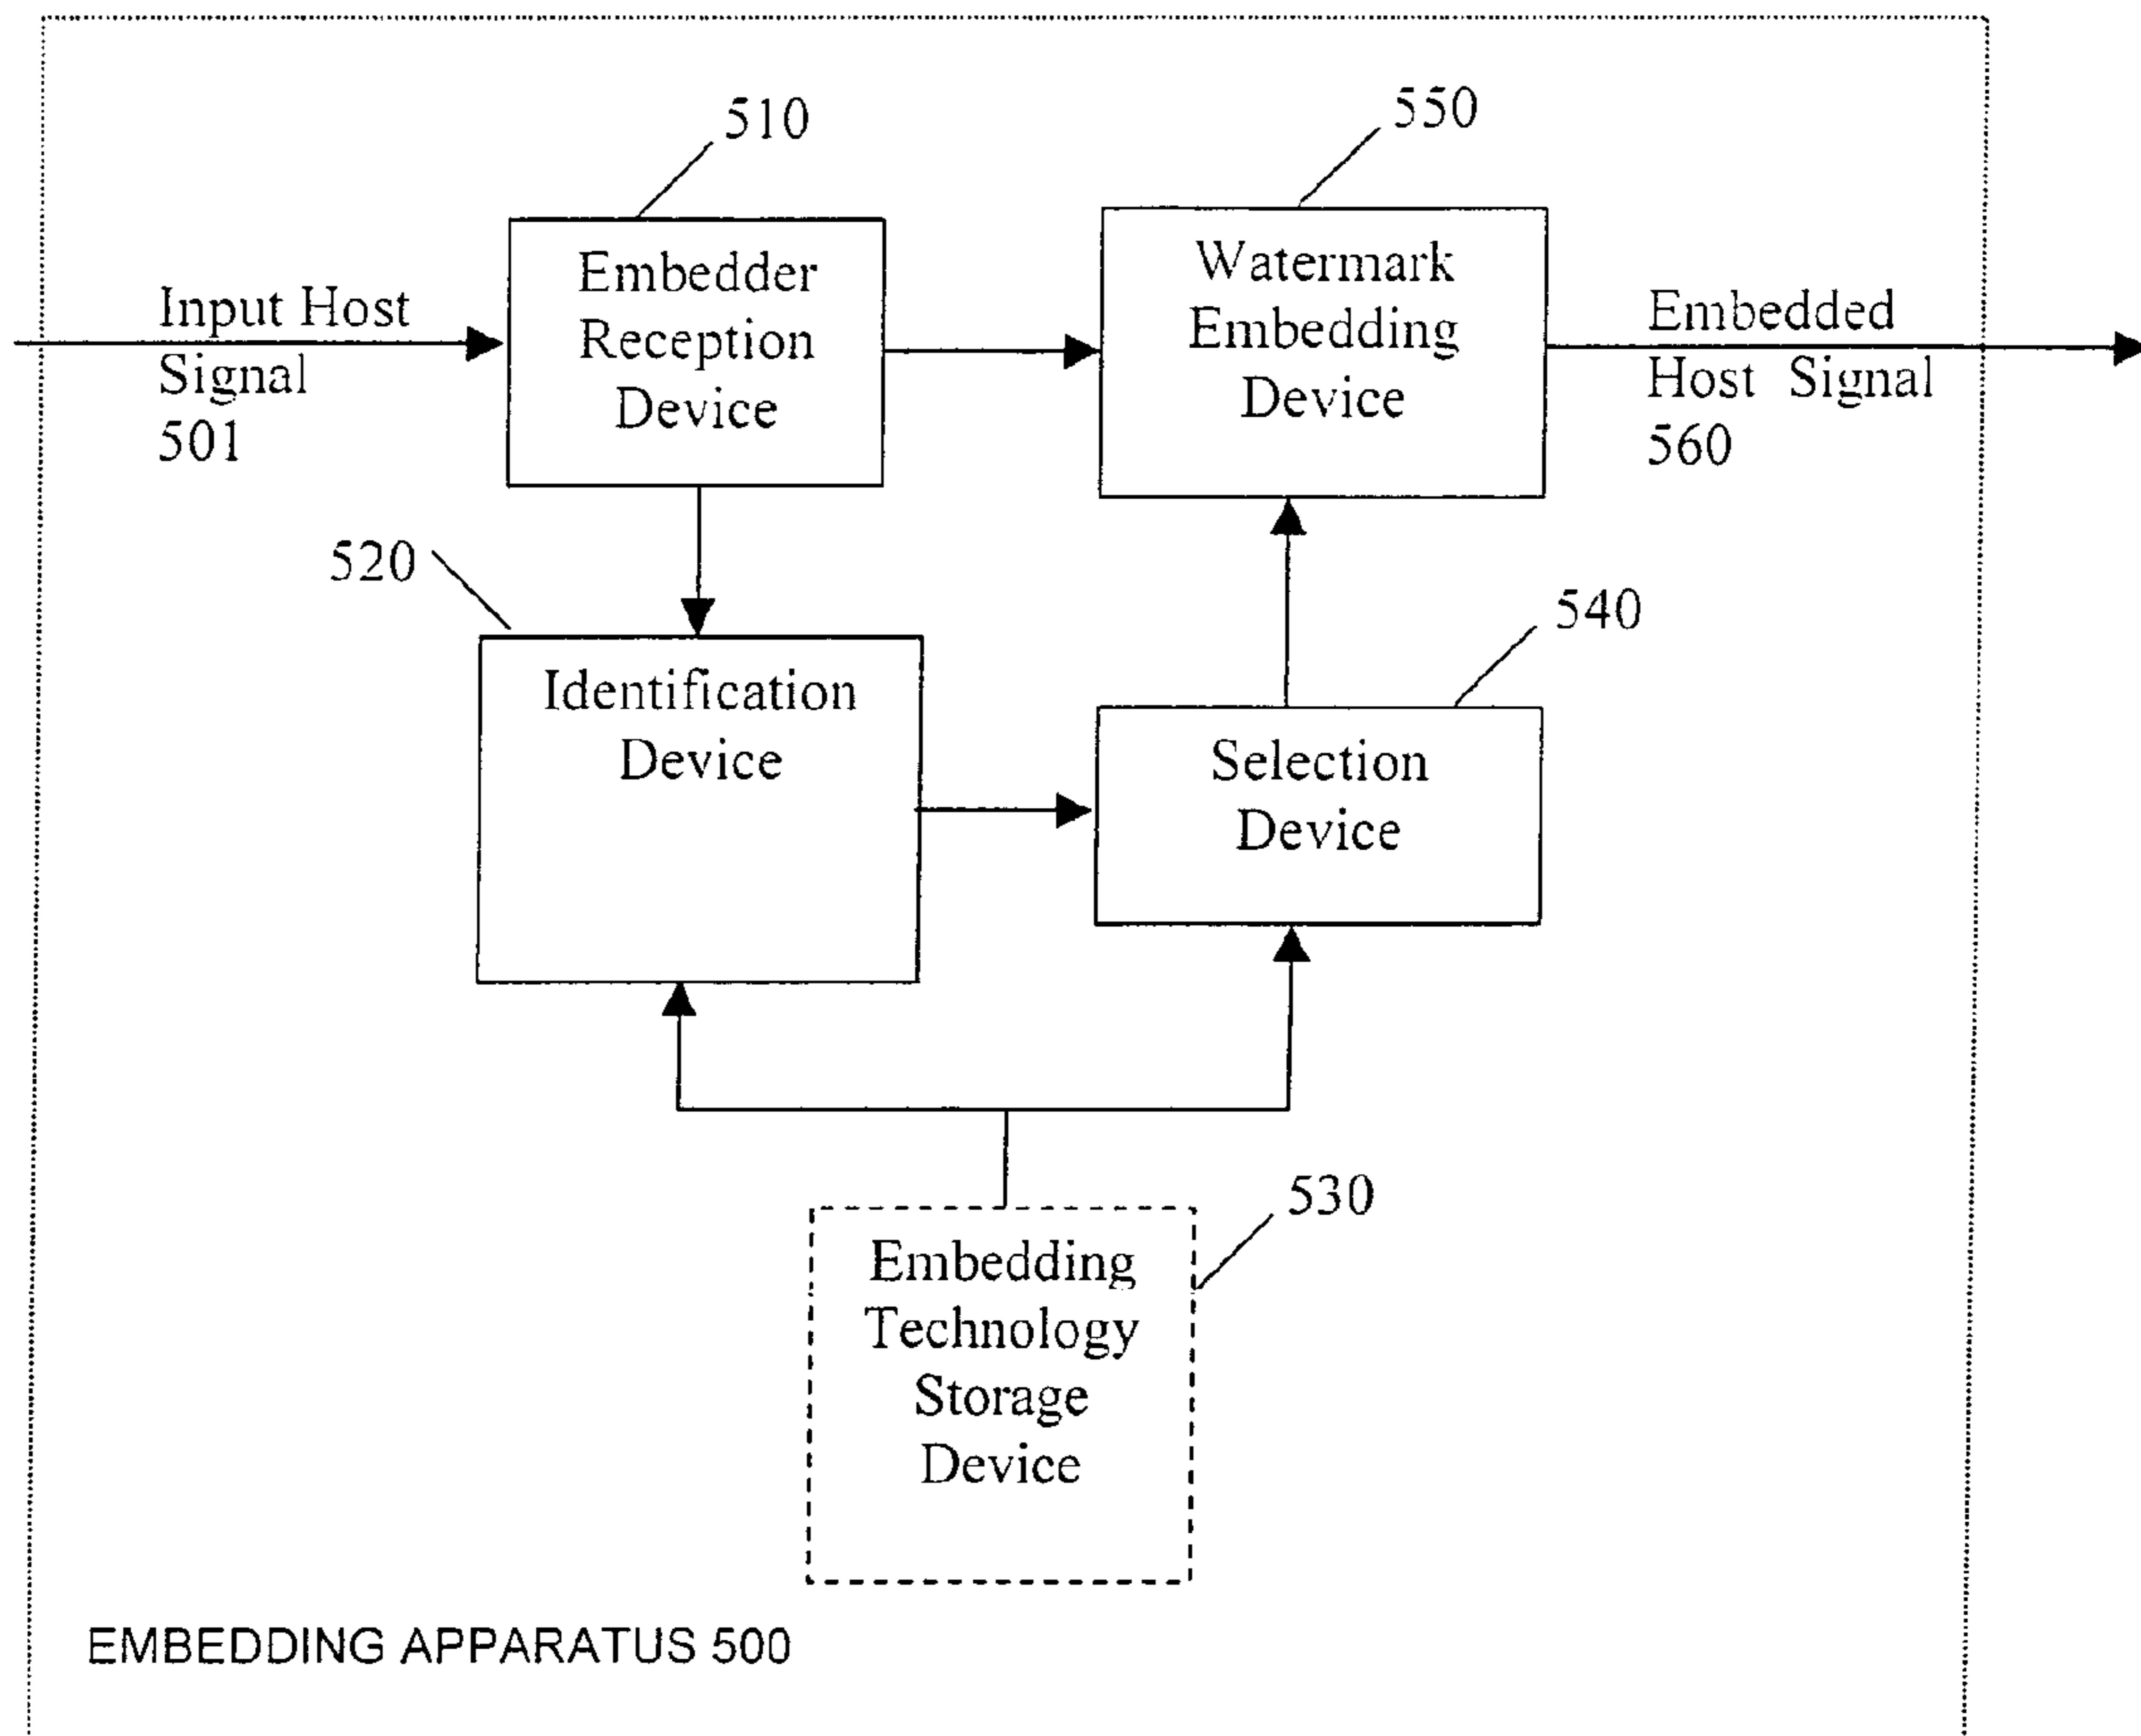 510
550
Embedder
Reception
Device
Watermark
Embedding
Device
Input Host
Signal
501
Embedded
Host Signal
560
520
540
Identification
Device
Selection
Device
530
Embedding
Technology
Storage
Device
EMBEDDING APPARATUS 500